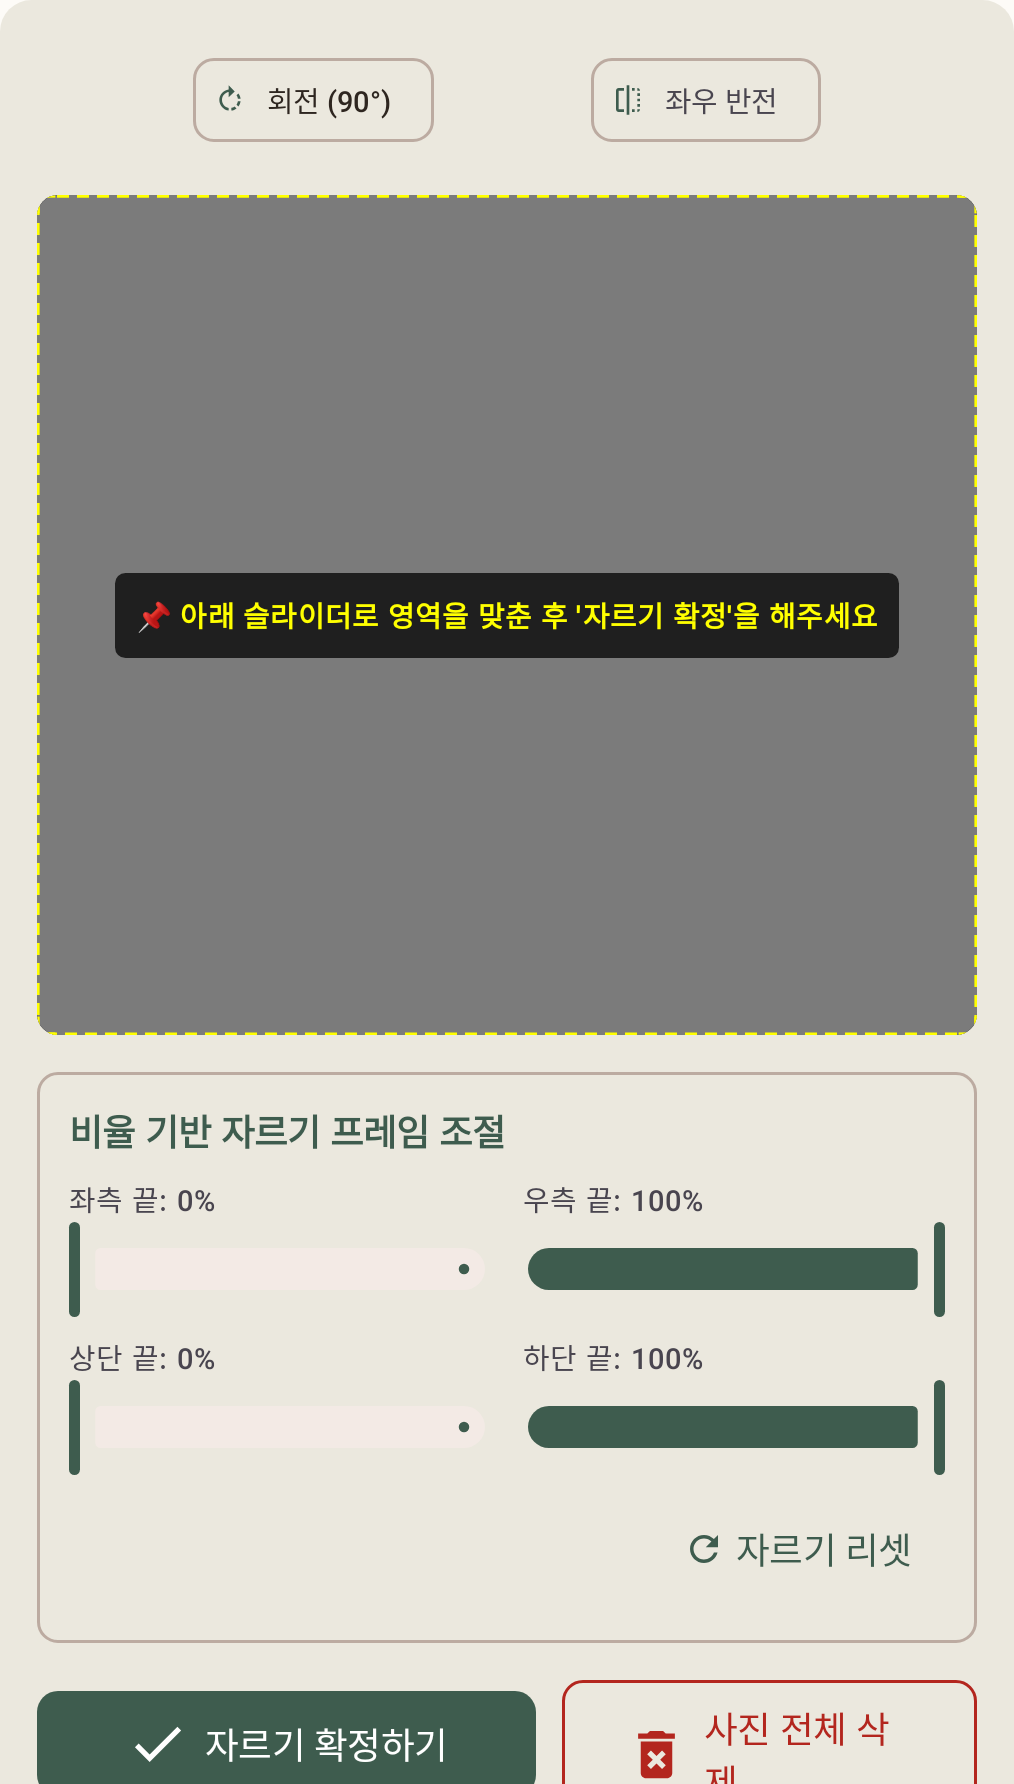 회전 (90°)
좌우 반전
📌 아래 슬라이더로 영역을 맞춘 후 '자르기 확정'을 해주세요
비율 기반 자르기 프레임 조절
좌측 끝: 0%
우측 끝: 100%
상단 끝: 0%
하단 끝: 100%
자르기 리셋
자르기 확정하기
사진 전체 삭
제